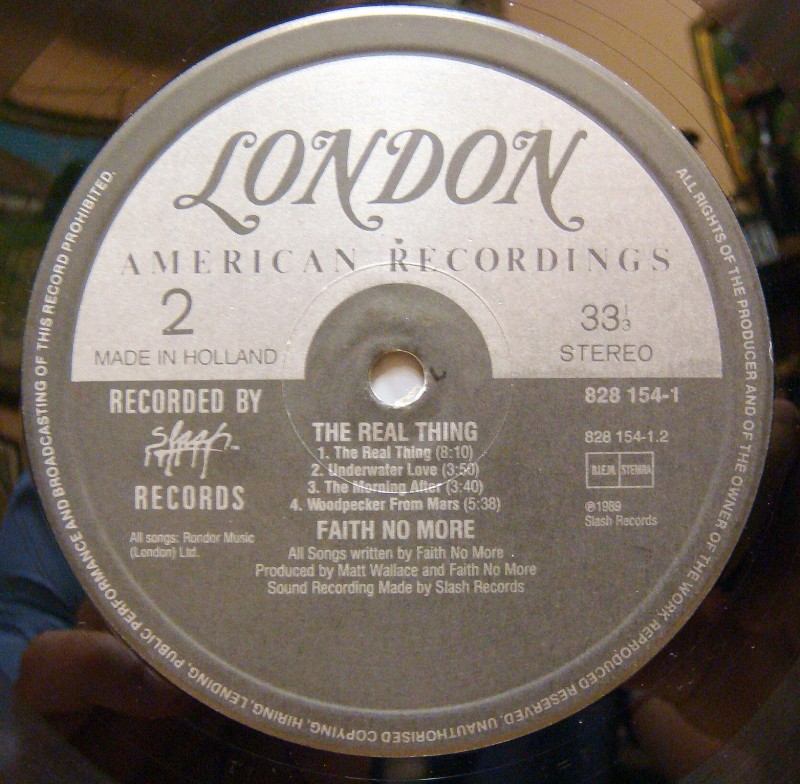 LONDON
AMERICAN RECORDINGS
2
33 1/3
MADE IN HOLLAND
STEREO
RECORDED BY
slash
RECORDS
828 154-1
828 154-1.2
B.I.E.M. STEMRA
℗1989
Slash Records
THE REAL THING
1. The Real Thing (8:10)
2. Underwater Love (3:50)
3. The Morning After (3:40)
4. Woodpecker From Mars (5:38)
FAITH NO MORE
All songs: Rondor Music
(London) Ltd.
All Songs written by Faith No More
Produced by Matt Wallace and Faith No More
Sound Recording Made by Slash Records
ALL RIGHTS OF THE PRODUCER AND OF THE OWNER OF THE WORK REPRODUCED RESERVED. UNAUTHORISED COPYING, HIRING, LENDING, PUBLIC PERFORMANCE AND BROADCASTING OF THIS RECORD PROHIBITED.